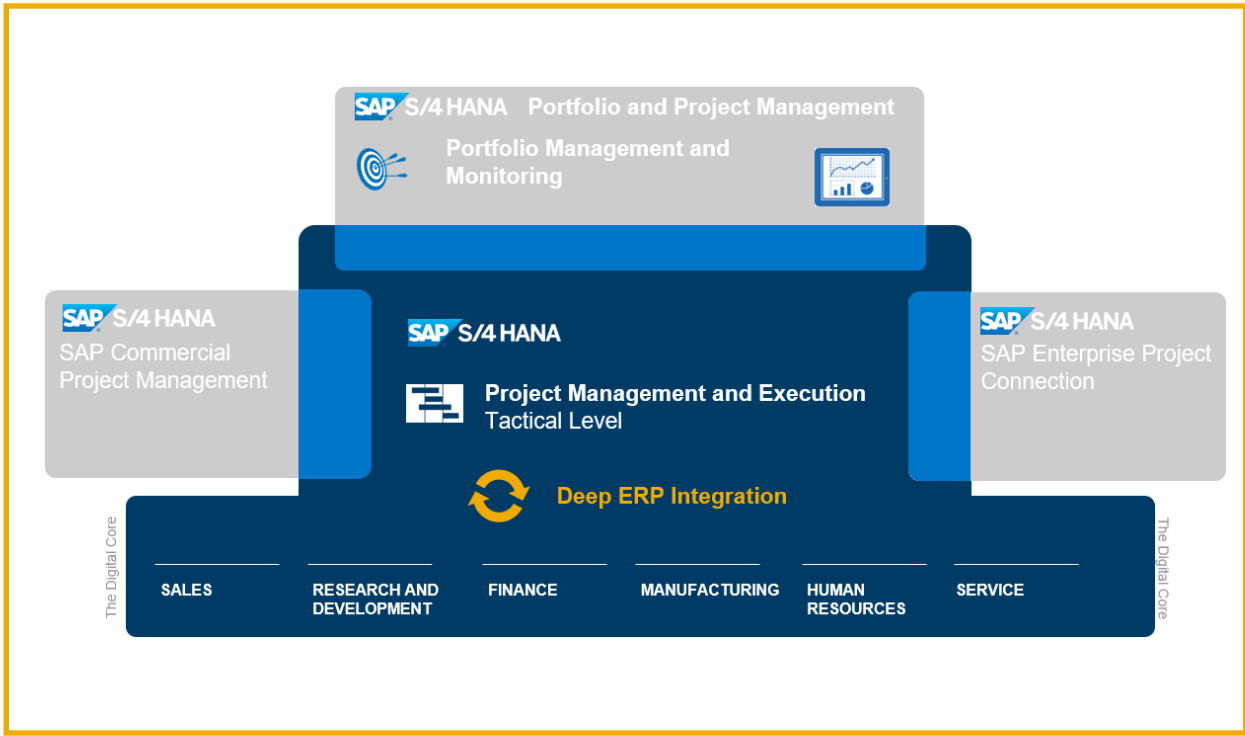 SAP S/4HANA Portfolio and Project Management
Portfolio Management and
Monitoring
SAP S/4HANA
SAP Commercial
Project Management
SAP S/4HANA
Project Management and Execution
Tactical Level
SAP S/4HANA
SAP Enterprise Project
Connection
Deep ERP Integration
The Digital Core
SALES
RESEARCH AND
DEVELOPMENT
FINANCE
MANUFACTURING
HUMAN
RESOURCES
SERVICE
The Digital Core